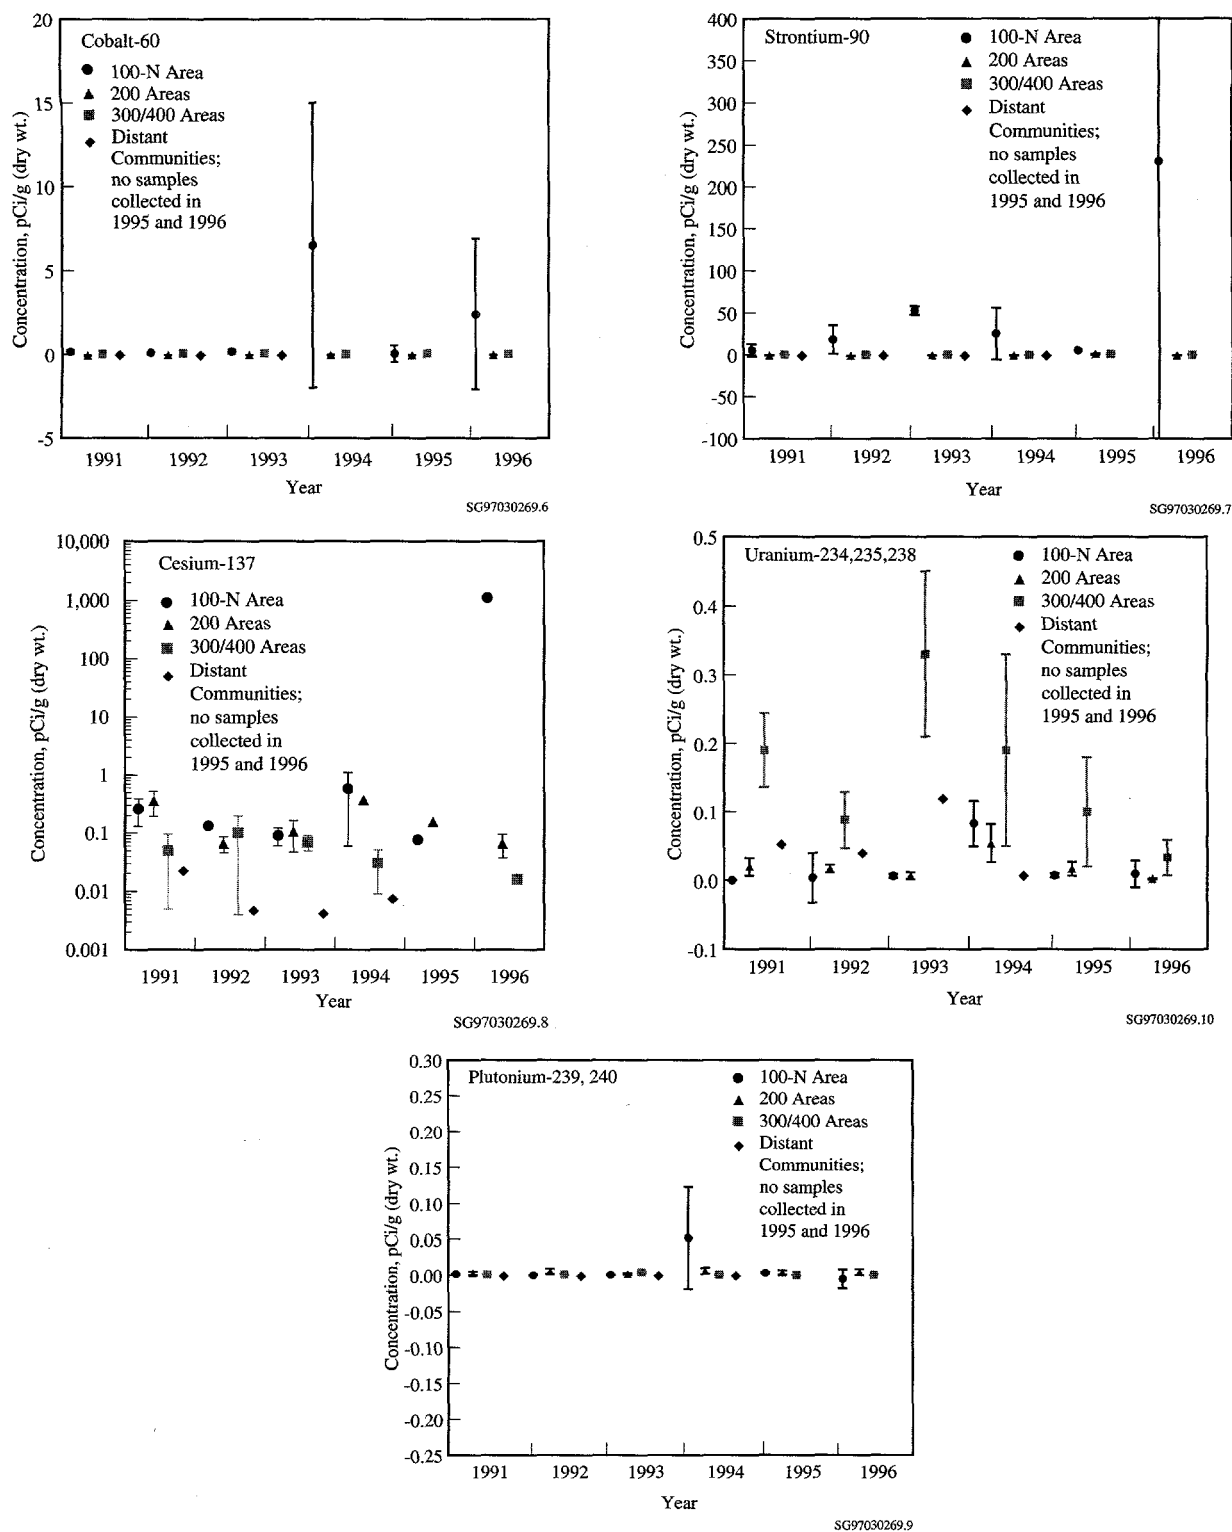 Cobalt-60
100-N Area
200 Areas
300/400 Areas
Distant
Communities;
no samples
collected in
1995 and 1996
20
15
10
5
0
-5
Concentration, pCi/g (dry wt.)
1991 1992 1993 1994 1995 1996
Year
SG97030269.6
Strontium-90
100-N Area
200 Areas
300/400 Areas
Distant
Communities;
no samples
collected in
1995 and 1996
400
350
300
250
200
150
100
50
0
-50
-100
Concentration, pCi/g (dry wt.)
1991 1992 1993 1994 1995 1996
Year
SG97030269.7
Cesium-137
100-N Area
200 Areas
300/400 Areas
Distant
Communities;
no samples
collected in
1995 and 1996
10,000
1,000
100
10
1
0.1
0.01
0.001
Concentration, pCi/g (dry wt.)
1991 1992 1993 1994 1995 1996
Year
SG97030269.8
Uranium-234,235,238
100-N Area
200 Areas
300/400 Areas
Distant
Communities;
no samples
collected in
1995 and 1996
0.5
0.4
0.3
0.2
0.1
0.0
-0.1
Concentration, pCi/g (dry wt.)
1991 1992 1993 1994 1995 1996
Year
SG97030269.10
Plutonium-239, 240
100-N Area
200 Areas
300/400 Areas
Distant
Communities;
no samples
collected in
1995 and 1996
0.30
0.25
0.20
0.15
0.10
0.05
0.00
-0.05
-0.10
-0.15
-0.20
-0.25
Concentration, pCi/g (dry wt.)
1991 1992 1993 1994 1995 1996
Year
SG97030269.9